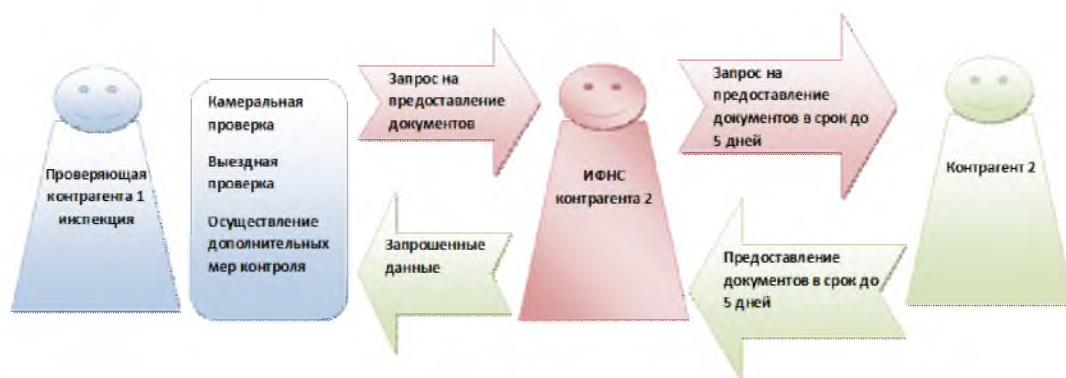 Проверяющая
контрагента 1
инспекция
Камеральная
проверка
Выездная
проверка
Осуществление
дополнительных
мер контроля
Запрос на
предоставление
документов
Запрошенные
данные
ИФНС
контрагента 2
Запрос на
предоставление
документов в срок до
5 дней
Предоставление
документов в срок до
5 дней
Контрагент 2